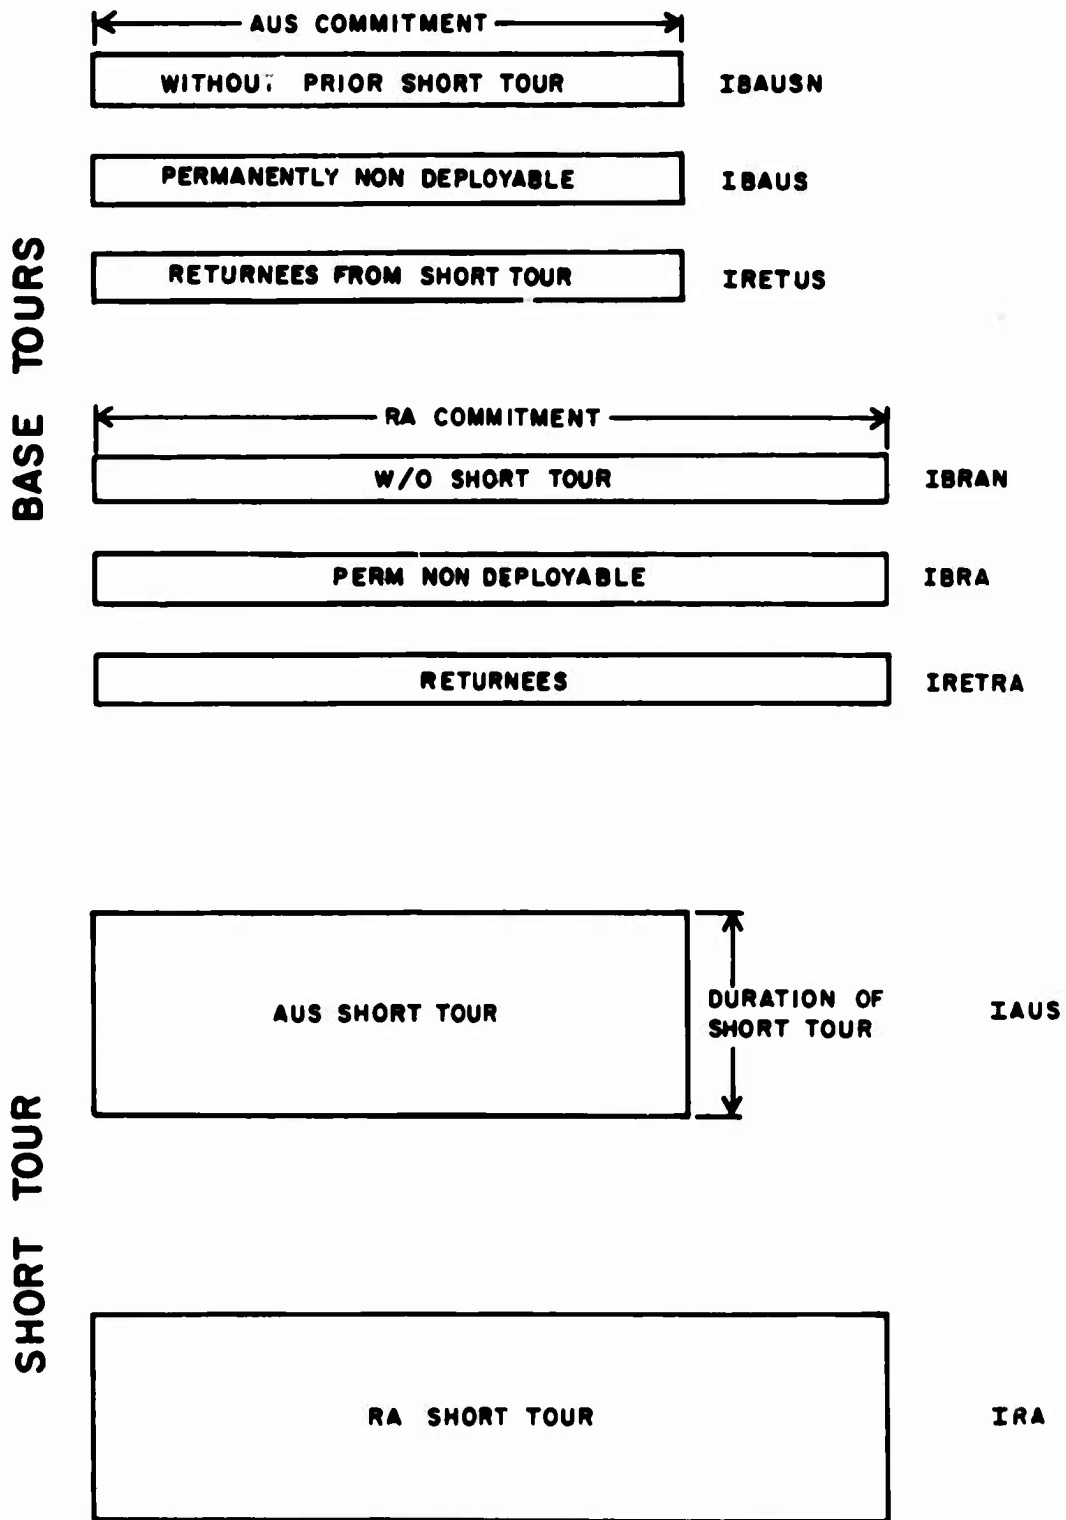 AUS COMMITMENT
WITHOUT PRIOR SHORT TOUR IBAUSN
PERMANENTLY NON DEPLOYABLE IBAUS
RETURNEES FROM SHORT TOUR IRETUS
BASE TOURS
RA COMMITMENT
W/O SHORT TOUR IBRAN
PERM NON DEPLOYABLE IBRA
RETURNEES IRETRA
AUS SHORT TOUR
DURATION OF
SHORT TOUR
IAUS
SHORT TOUR
RA SHORT TOUR IRA